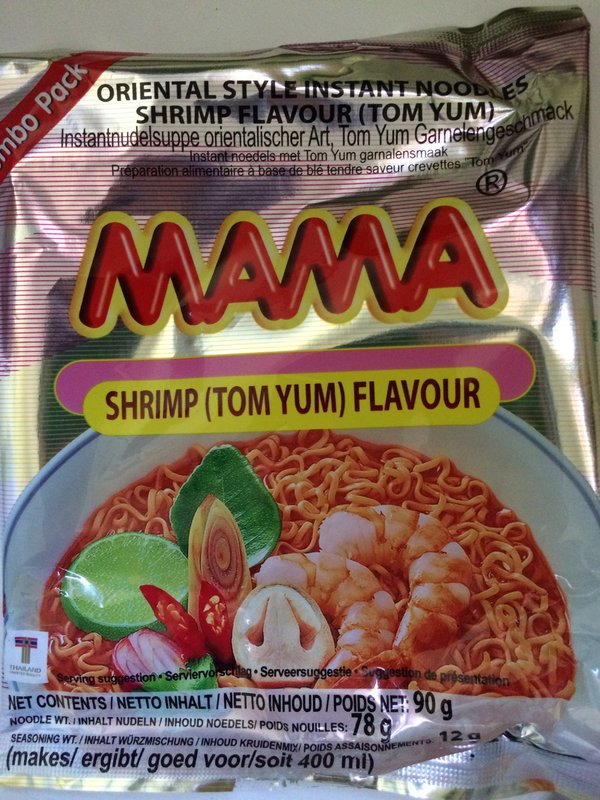 mbo Pack
ORIENTAL STYLE INSTANT NOODLES
SHRIMP FLAVOUR (TOM YUM)
Instantnudelsuppe orientalischer Art, Tom Yum Garnelengeschmack
Instant noedels met Tom Yum garnalensmaak
Préparation alimentaire à base de blé tendre saveur crevettes "Tom Yum"
®
MAMA
SHRIMP (TOM YUM) FLAVOUR
THAILAND
Serving suggestion • Serviervorschlag • Serveersuggestie • Suggestion de présentation
NET CONTENTS / NETTO INHALT / NETTO INHOUD / POIDS NET: 90 g
NOODLE WT. / INHALT NUDELN / INHOUD NOEDELS/ POIDS NOUILLES: 78 g
SEASONING WT. / INHALT WÜRZMISCHUNG / INHOUD KRUIDENMIX/ POIDS ASSAISONNEMENTS: 12 g
(makes/ ergibt/ goed voor/soit 400 ml)